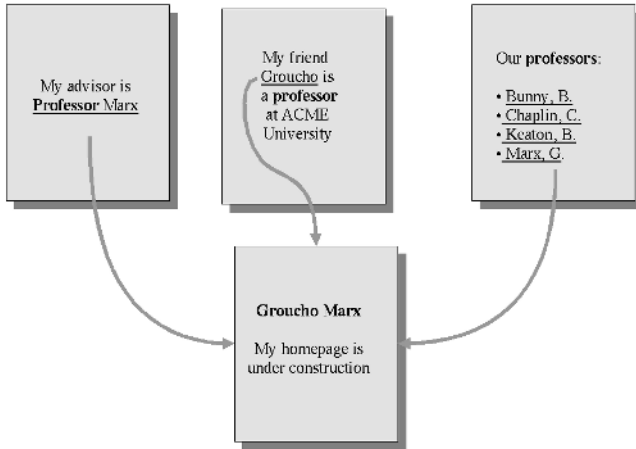 My advisor is
Professor Marx
My friend
Groucho is
a professor
at ACME
University
Our professors:
• Bunny, B.
• Chaplin, C.
• Keaton, B.
• Marx, G.
Groucho Marx
My homepage is
under construction